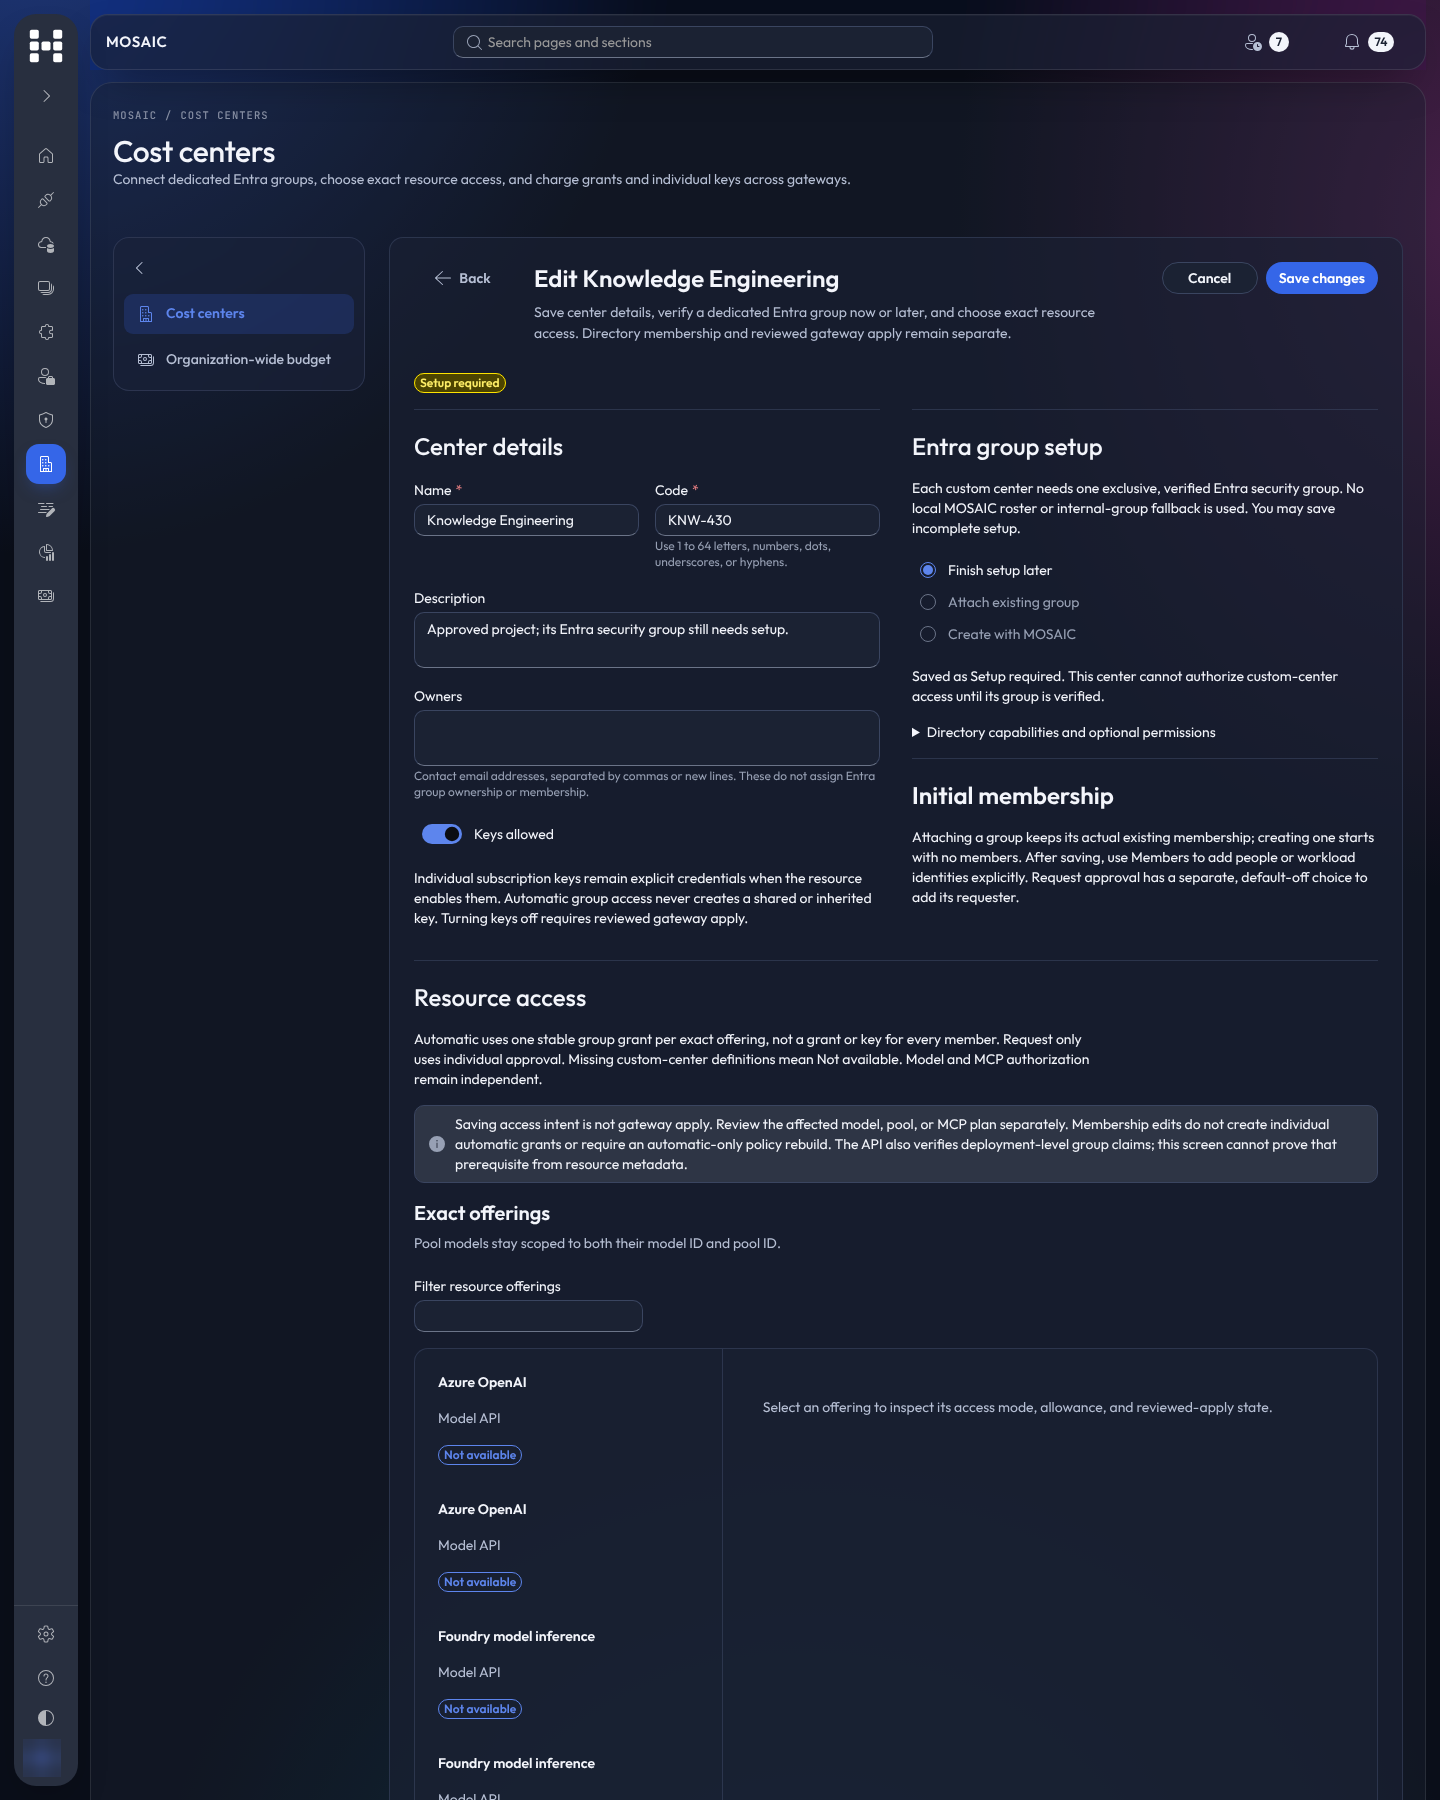 MOSAIC
Search pages and sections
7
74
MOSAIC / COST CENTERS
Cost centers
Connect dedicated Entra groups, choose exact resource access, and charge grants and individual keys across gateways.
Cost centers
Organization-wide budget
Back
Edit Knowledge Engineering
Save center details, verify a dedicated Entra group now or later, and choose exact resource
access. Directory membership and reviewed gateway apply remain separate.
Cancel
Save changes
Setup required
Center details
Name *
Knowledge Engineering
Code *
KNW-430
Use 1 to 64 letters, numbers, dots,
underscores, or hyphens.
Description
Approved project; its Entra security group still needs setup.
Owners
Contact email addresses, separated by commas or new lines. These do not assign Entra
group ownership or membership.
Keys allowed
Individual subscription keys remain explicit credentials when the resource
enables them. Automatic group access never creates a shared or inherited
key. Turning keys off requires reviewed gateway apply.
Entra group setup
Each custom center needs one exclusive, verified Entra security group. No
local MOSAIC roster or internal-group fallback is used. You may save
incomplete setup.
Finish setup later
Attach existing group
Create with MOSAIC
Saved as Setup required. This center cannot authorize custom-center
access until its group is verified.
Directory capabilities and optional permissions
Initial membership
Attaching a group keeps its actual existing membership; creating one starts
with no members. After saving, use Members to add people or workload
identities explicitly. Request approval has a separate, default-off choice to
add its requester.
Resource access
Automatic uses one stable group grant per exact offering, not a grant or key for every member. Request only
uses individual approval. Missing custom-center definitions mean Not available. Model and MCP authorization
remain independent.
Saving access intent is not gateway apply. Review the affected model, pool, or MCP plan separately. Membership edits do not create individual
automatic grants or require an automatic-only policy rebuild. The API also verifies deployment-level group claims; this screen cannot prove that
prerequisite from resource metadata.
Exact offerings
Pool models stay scoped to both their model ID and pool ID.
Filter resource offerings
Azure OpenAI
Model API
Not available
Azure OpenAI
Model API
Not available
Foundry model inference
Model API
Not available
Foundry model inference
Model API
Select an offering to inspect its access mode, allowance, and reviewed-apply state.